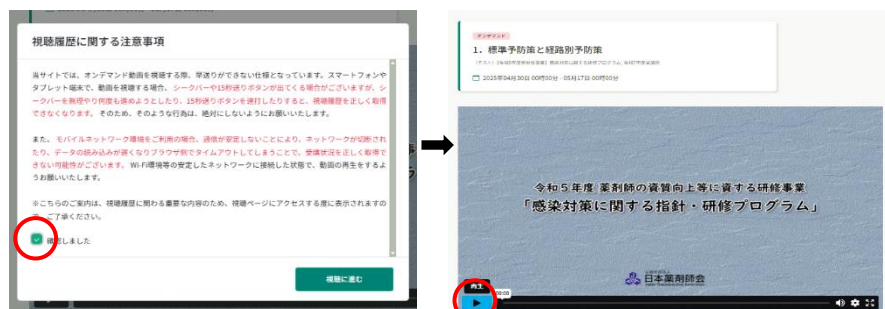 視聴履歴に関する注意事項
当サイトでは、オンデマンド動画を視聴する際、早送りができない仕様となっています。スマートフォンや
タブレット端末で、動画を視聴する場合、シークバーや15秒送りボタンが出てくる場合がございますが、シ
ークバーを無理やり何度も進めようとしたり、15秒送りボタンを連打したりすると、視聴履歴を正しく取得
できなくなります。そのため、そのような行為は、絶対にしないようにお願いいたします。
また、モバイルネットワーク環境をご利用の場合、通信が安定しないことにより、ネットワークが切断され
たり、データの読み込みが遅くなりブラウザ側でタイムアウトしてしまうことで、受講状況を正しく取得で
きない可能性がございます。Wi-Fi環境等の安定したネットワークに接続した状態で、動画の再生をするよ
うお願いいたします。
※こちらのご案内は、視聴履歴に関わる重要な内容のため、視聴ページにアクセスする度に表示されますの
で、ご了承ください。
確認しました
視聴に進む
オンデマンド
1. 標準予防策と経路別予防策
2025年04月30日 00時00分 - 05月17日 00時00分
令和5年度 薬剤師の資質向上等に資する研修事業
「感染対策に関する指針・研修プログラム」
日本薬剤師会
再生
00:00